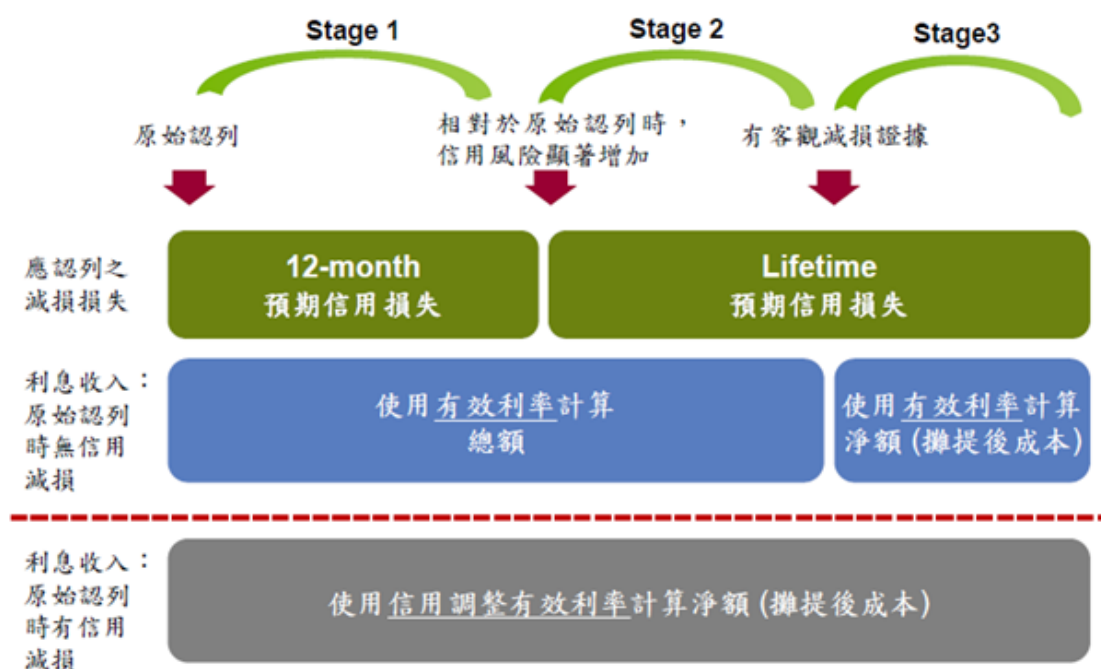 Stage 1
Stage 2
Stage3
原始認列
相對於原始認列時，
信用風險顯著增加
有客觀減損證據
應認列之
減損損失
12-month
預期信用損失
Lifetime
預期信用損失
利息收入：
原始認列
時無信用
減損
使用有效利率計算
總額
使用有效利率計算
淨額(攤提後成本)
利息收入：
原始認列
時有信用
減損
使用信用調整有效利率計算淨額(攤提後成本)